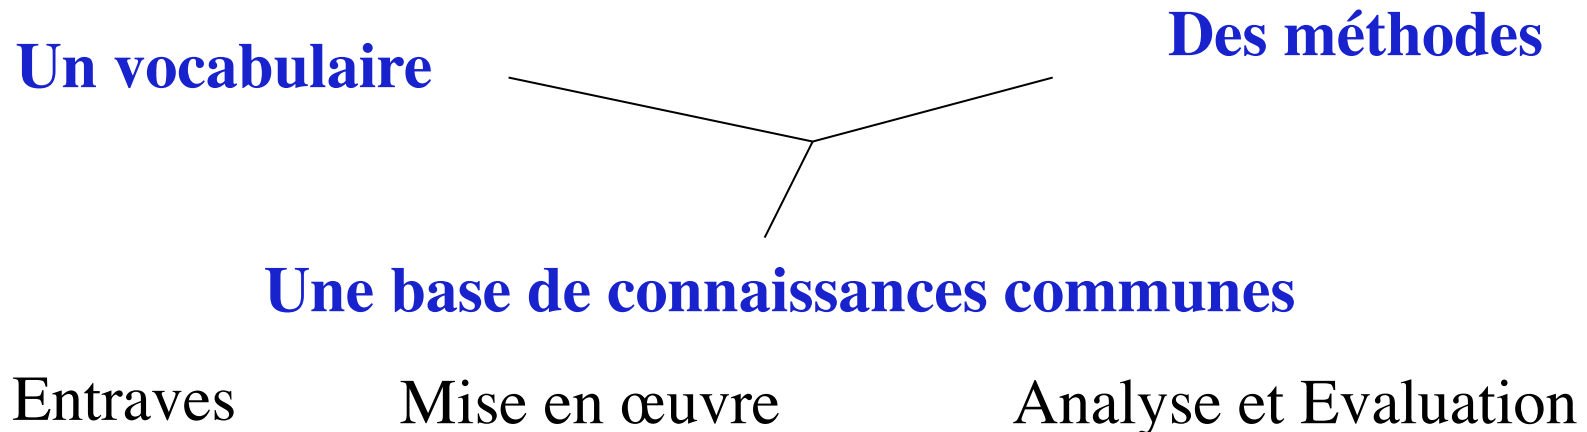 Un vocabulaire
Des méthodes
Une base de connaissances communes
Entraves
Mise en œuvre
Analyse et Evaluation